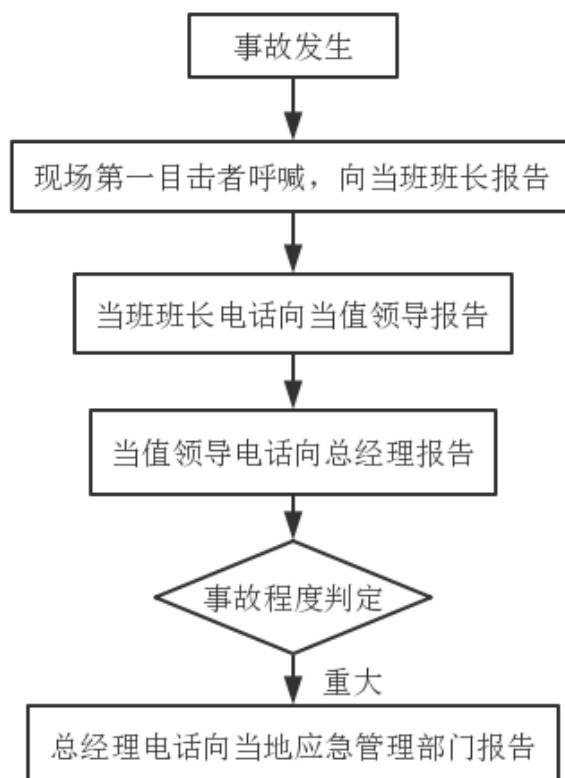 事故发生
现场第一目击者呼喊，向当班班长报告
当班班长电话向当值领导报告
当值领导电话向总经理报告
事故程度判定
重大
总经理电话向当地应急管理部门报告